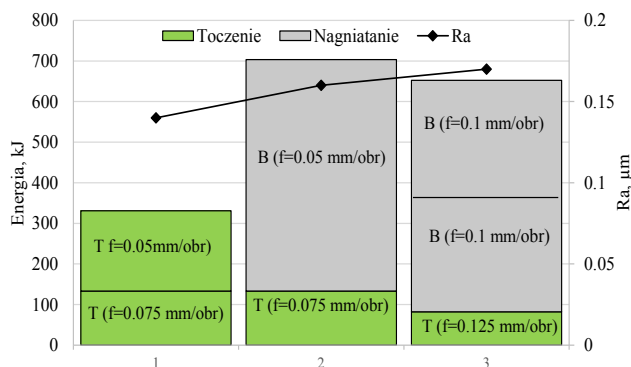 Toczenie
Nagniatanie
Ra
Energia, kJ
800
700
600
500
400
300
200
100
0
T f=0.05mm/obr)
T (f=0.075 mm/obr)
B (f=0.05 mm/obr)
T (f=0.075 mm/obr)
B (f=0.1 mm/obr)
B (f=0.1 mm/obr)
T (f=0.125 mm/obr)
0.2
0.15
0.1
0.05
0
Ra, µm
1
2
3